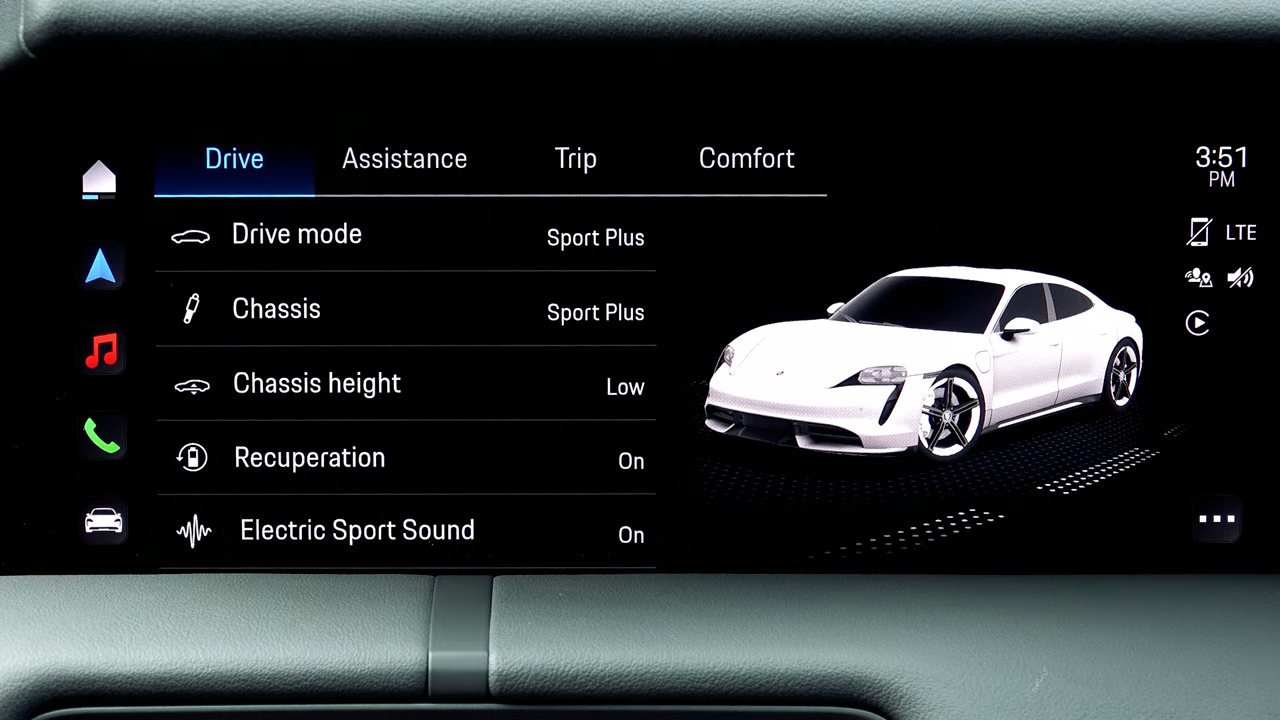 Drive Assistance Trip Comfort
3:51
PM
Drive mode Sport Plus
LTE
Chassis Sport Plus
Chassis height Low
Recuperation On
Electric Sport Sound On